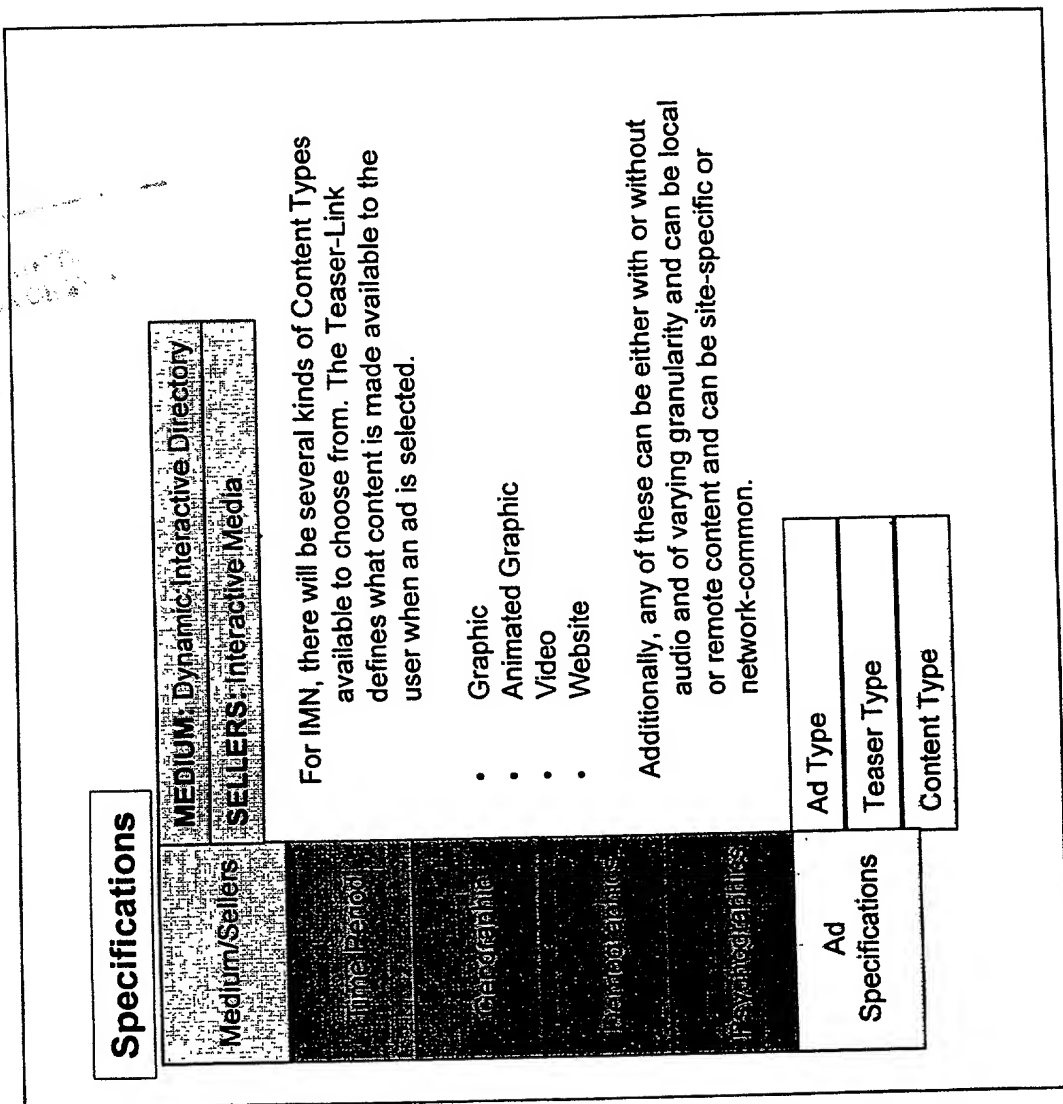 Specifications
Medium/Sellers
MEDIUM: Dynamic Interactive Directory
SELLERS: Interactive Media
Time Period
For IMN, there will be several kinds of Content Types
available to choose from. The Teaser-Link
defines what content is made available to the
user when an ad is selected.
• Graphic
• Animated Graphic
• Video
• Website
Additionally, any of these can be either with or without
audio and of varying granularity and can be local
or remote content and can be site-specific or
network-common.
Psychographics
Ad
Specifications
Ad Type
Teaser Type
Content Type